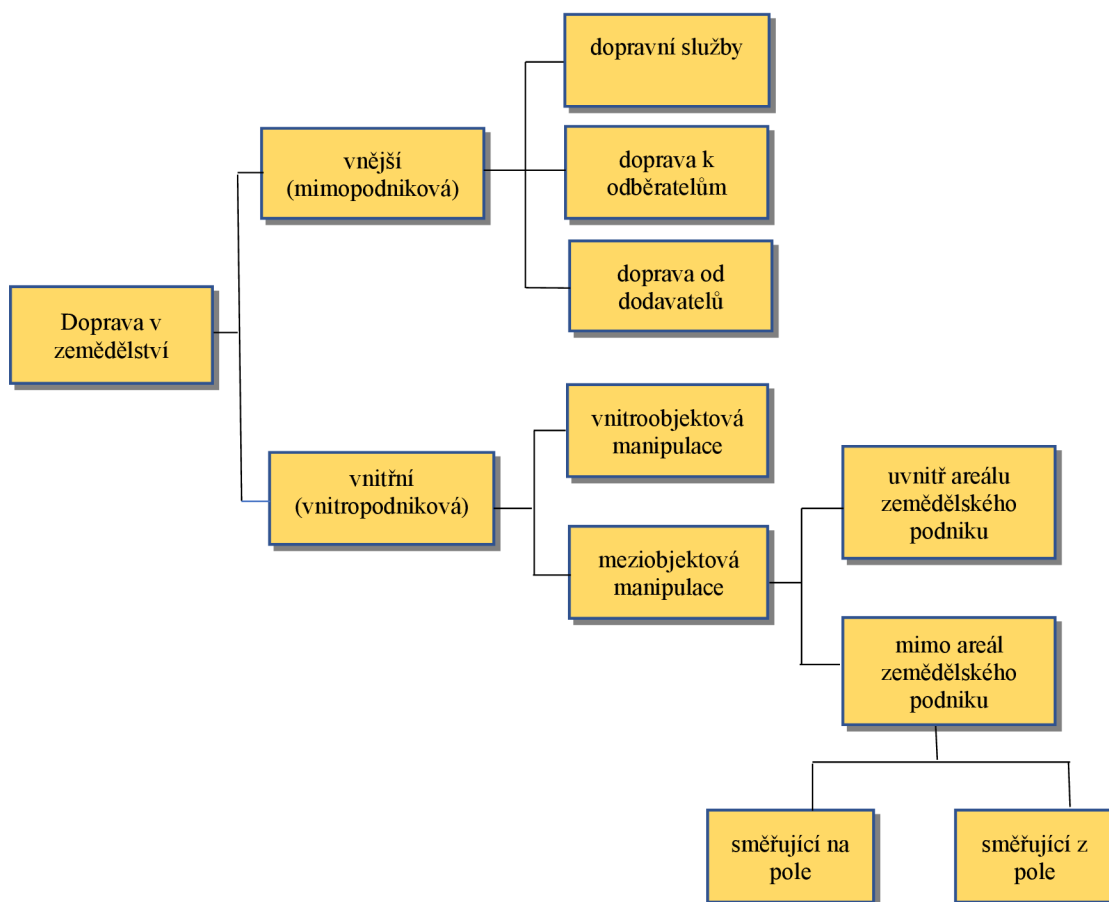 Doprava v
zemědělství
vnější
(mimopodniková)
dopravní služby
doprava k
odběratelům
doprava od
dodavatelů
vnitřní
(vnitropodniková)
vnitroobjektová
manipulace
meziobjektová
manipulace
uvnitř areálu
zemědělského
podniku
mimo areál
zemědělského
podniku
směřující na
pole
směřující z
pole